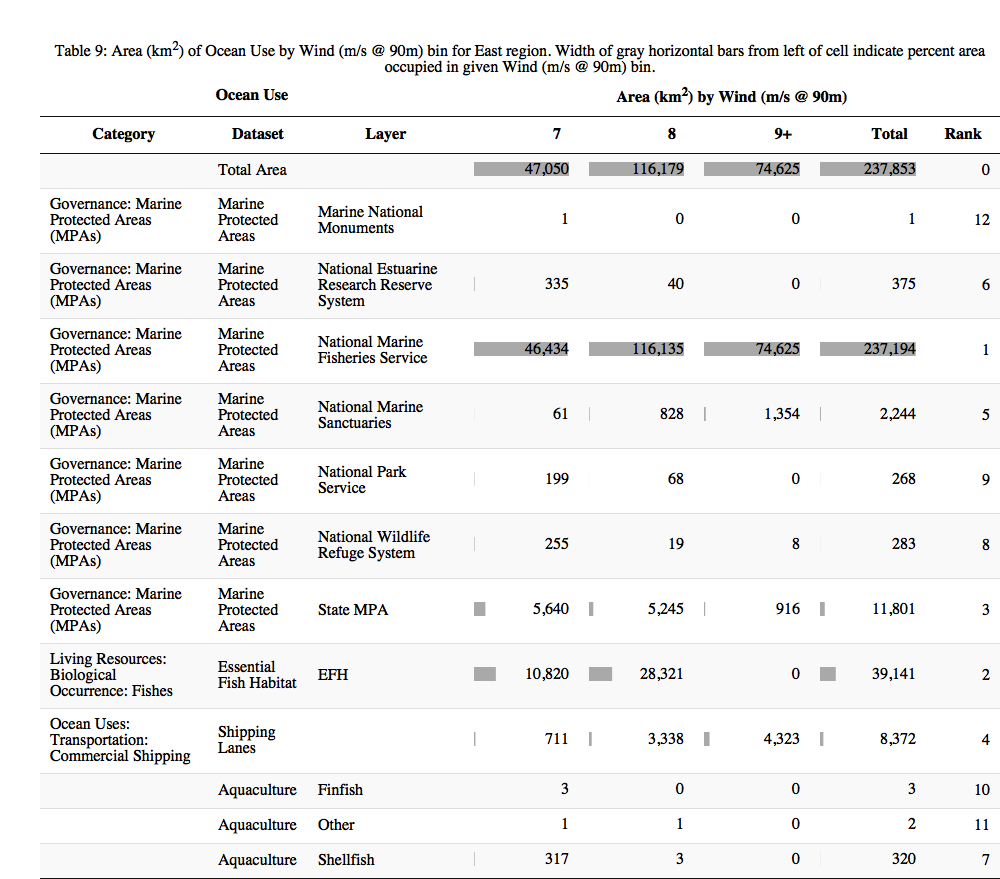 Table 9: Area (km2) of Ocean Use by Wind (m/s @ 90m) bin for East region. Width of gray horizontal bars from left of cell indicate percent area
occupied in given Wind (m/s @ 90m) bin.
Ocean Use Area (km2) by Wind (m/s @ 90m)
Category Dataset Layer 7 8 9+ Total Rank
Total Area 47,050 116,179 74,625 237,853 0
Governance: Marine
Protected Areas
(MPAs)
Marine
Protected
Areas
Marine National
Monuments
1 0 0 1 12
Governance: Marine
Protected Areas
(MPAs)
Marine
Protected
Areas
National Estuarine
Research Reserve
System
335 40 0 375 6
Governance: Marine
Protected Areas
(MPAs)
Marine
Protected
Areas
National Marine
Fisheries Service
46,434 116,135 74,625 237,194 1
Governance: Marine
Protected Areas
(MPAs)
Marine
Protected
Areas
National Marine
Sanctuaries
61 828 1,354 2,244 5
Governance: Marine
Protected Areas
(MPAs)
Marine
Protected
Areas
National Park
Service
199 68 0 268 9
Governance: Marine
Protected Areas
(MPAs)
Marine
Protected
Areas
National Wildlife
Refuge System
255 19 8 283 8
Governance: Marine
Protected Areas
(MPAs)
Marine
Protected
Areas
State MPA
5,640 5,245 916 11,801 3
Living Resources:
Biological
Occurrence: Fishes
Essential
Fish Habitat
EFH
10,820 28,321 0 39,141 2
Ocean Uses:
Transportation:
Commercial Shipping
Shipping
Lanes
711 3,338 4,323 8,372 4
Aquaculture Finfish 3 0 0 3 10
Aquaculture Other 1 1 0 2 11
Aquaculture Shellfish 317 3 0 320 7